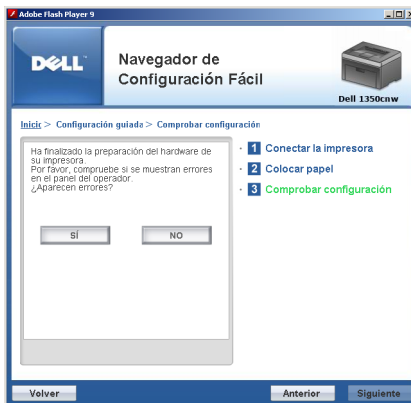 Adobe Flash Player 9
DELL
Navegador de
Configuración Fácil
Dell 1350cnw
Inicio > Configuración guiada > Comprobar configuración
Ha finalizado la preparación del hardware de
su impresora.
Por favor, compruebe si se muestran errores
en el panel del operador.
¿Aparecen errores?
SÍ
NO
1 Conectar la impresora
2 Colocar papel
3 Comprobar configuración
Volver
Anterior
Siguiente